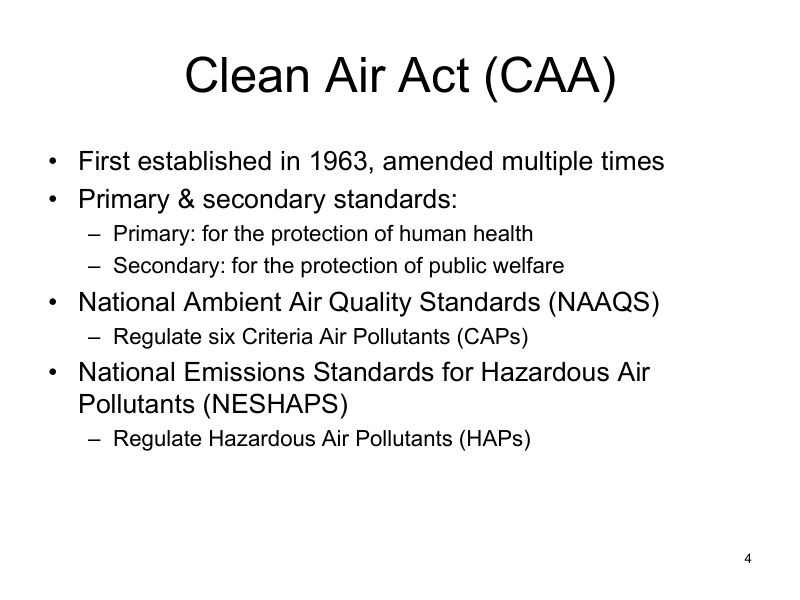 Clean Air Act (CAA)
• First established in 1963, amended multiple times
• Primary & secondary standards:
– Primary: for the protection of human health
– Secondary: for the protection of public welfare
• National Ambient Air Quality Standards (NAAQS)
– Regulate six Criteria Air Pollutants (CAPs)
• National Emissions Standards for Hazardous Air
Pollutants (NESHAPS)
– Regulate Hazardous Air Pollutants (HAPs)
4